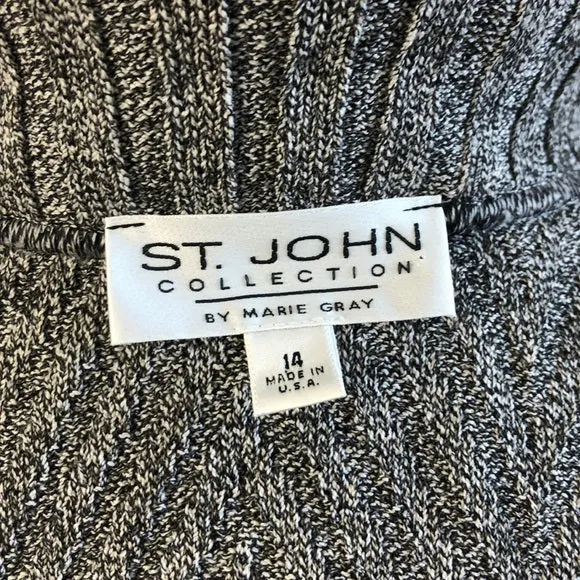 ST. JOHN
COLLECTION
BY MARIE GRAY
14
MADE IN
U.S.A.